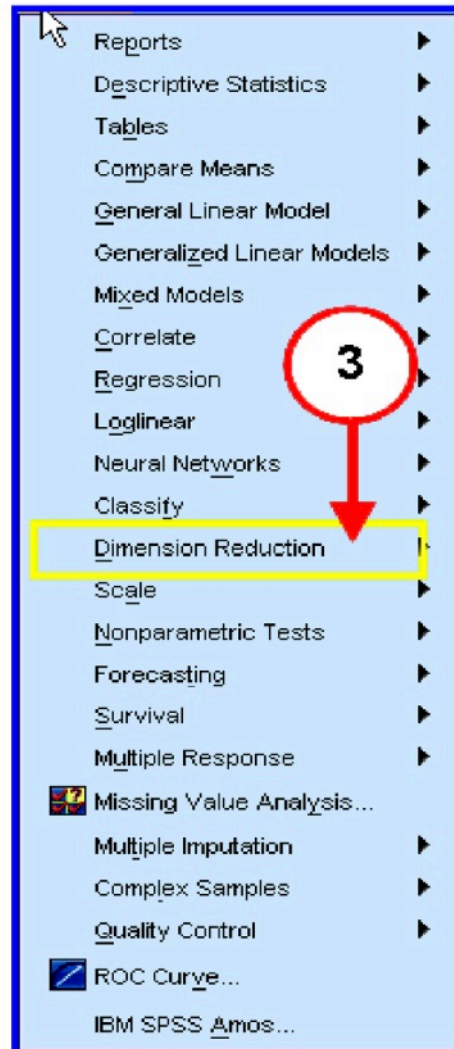 Reports
Descriptive Statistics
Tables
Compare Means
General Linear Model
Generalized Linear Models
Mixed Models
Correlate
3
Regression
Loglinear
Neural Networks
Classify
Dimension Reduction
Scale
Nonparametric Tests
Forecasting
Survival
Multiple Response
Missing Value Analysis...
Multiple Imputation
Complex Samples
Quality Control
ROC Curve...
IBM SPSS Amos...